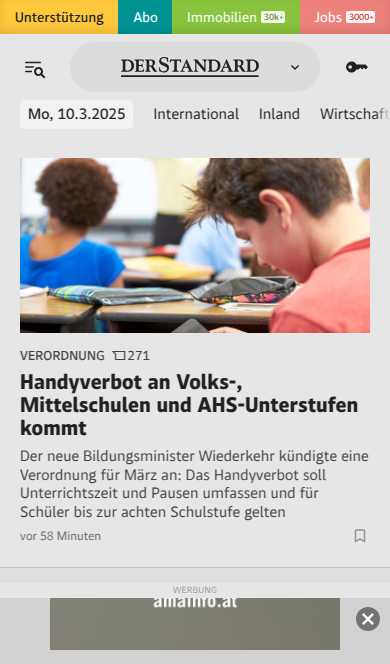 Unterstützung Abo Immobilien 30k+ Jobs 3000+
DERSTANDARD
Mo, 10.3.2025 International Inland Wirtschaft
VERORDNUNG 271
Handyverbot an Volks-,
Mittelschulen und AHS-Unterstufen
kommt
Der neue Bildungsminister Wiederkehr kündigte eine
Verordnung für März an: Das Handyverbot soll
Unterrichtszeit und Pausen umfassen und für
Schüler bis zur achten Schulstufe gelten
vor 58 Minuten
WERBUNG
amainfo.at